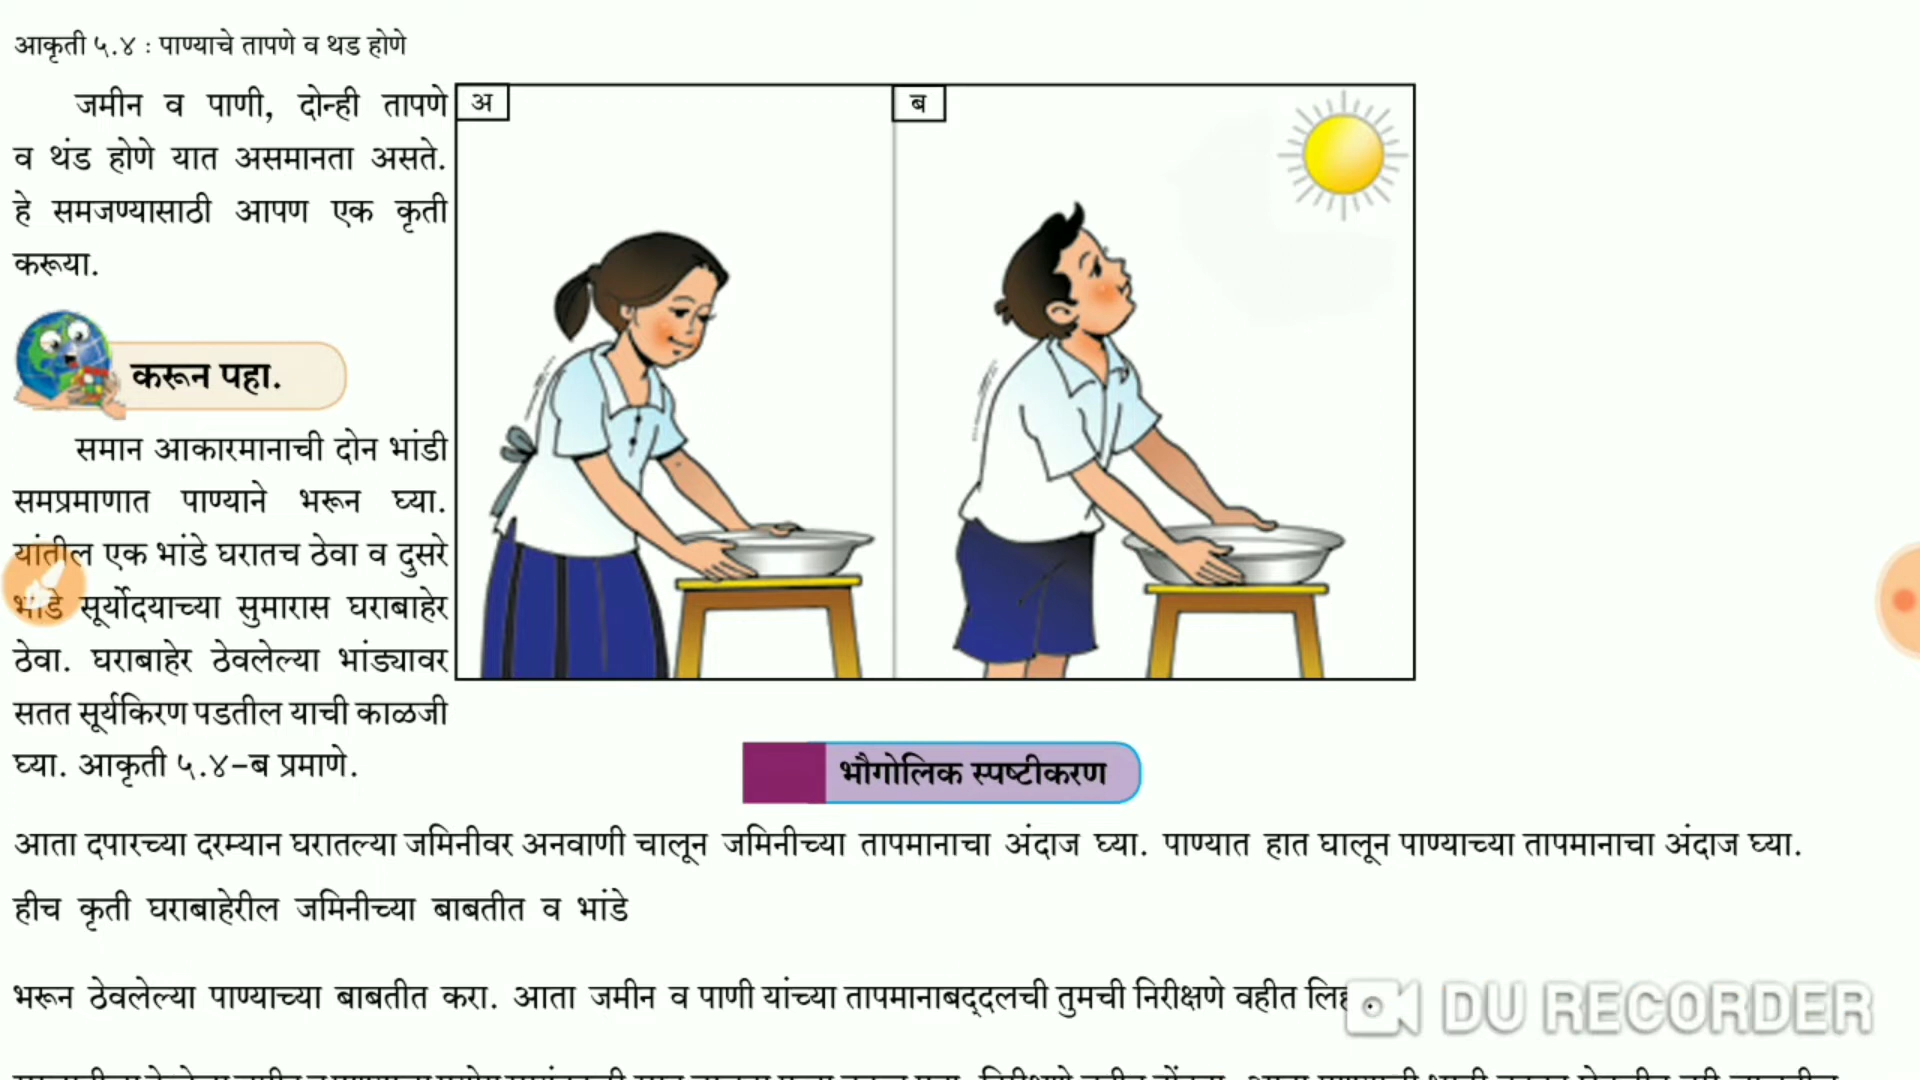 आकृती ५.४ : पाण्याचे तापणे व थड होणे
जमीन व पाणी, दोन्ही तापणे
व थंड होणे यात असमानता असते.
हे समजण्यासाठी आपण एक कृती
करूया.
अ
ब
करून पहा.
समान आकारमानाची दोन भांडी
समप्रमाणात पाण्याने भरून घ्या.
यांतील एक भांडे घरातच ठेवा व दुसरे
भांडे सूर्योदयाच्या सुमारास घराबाहेर
ठेवा. घराबाहेर ठेवलेल्या भांड्यावर
सतत सूर्यकिरण पडतील याची काळजी
घ्या. आकृती ५.४-ब प्रमाणे.
भौगोलिक स्पष्टीकरण
आता दपारच्या दरम्यान घरातल्या जमिनीवर अनवाणी चालून जमिनीच्या तापमानाचा अंदाज घ्या. पाण्यात हात घालून पाण्याच्या तापमानाचा अंदाज घ्या.
हीच कृती घराबाहेरील जमिनीच्या बाबतीत व भांडे
भरून ठेवलेल्या पाण्याच्या बाबतीत करा. आता जमीन व पाणी यांच्या तापमानाबद्दलची तुमची निरीक्षणे वहीत
DU RECORDER